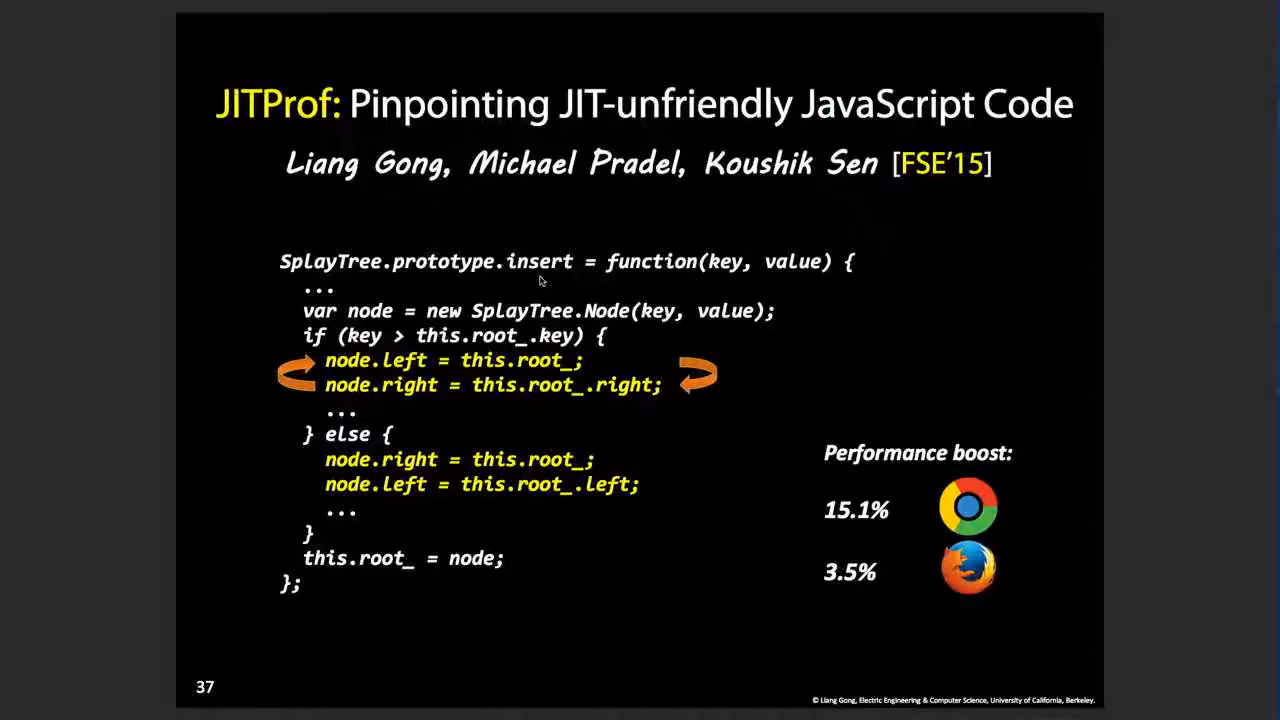 JITProf: Pinpointing JIT-unfriendly JavaScript Code
Liang Gong, Michael Pradel, Koushik Sen [FSE'15]
SplayTree.prototype.insert = function(key, value) {
...
var node = new SplayTree.Node(key, value);
if (key > this.root_.key) {
node.left = this.root_;
node.right = this.root_.right;
...
} else {
node.right = this.root_;
node.left = this.root_.left;
...
}
this.root_ = node;
};
Performance boost:
15.1%
3.5%
37
© Liang Gong, Electric Engineering & Computer Science, University of California, Berkeley.